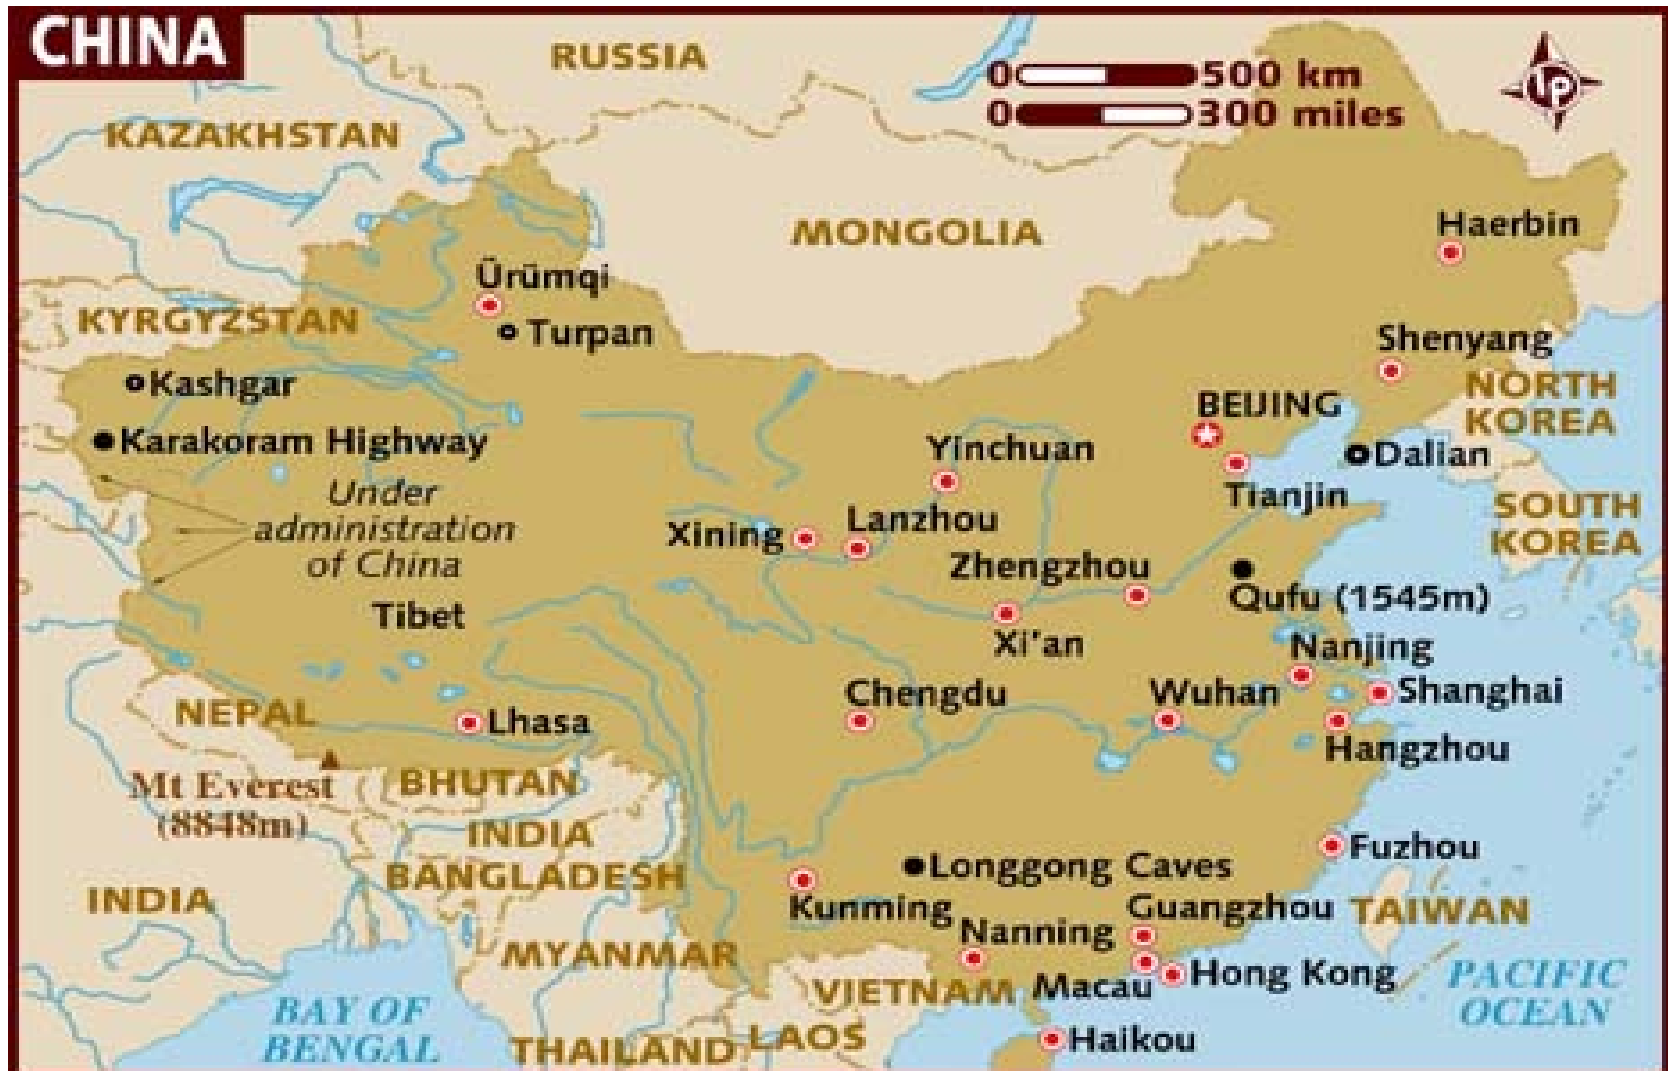 CHINA
RUSSIA
0 500 km
0 300 miles
LP
KAZAKHSTAN
MONGOLIA
Haerbin
Ürümqi
KYRGYZSTAN
Turpan
Shenyang
Kashgar
NORTH
KOREA
BEIJING
Karakoram Highway
Yinchuan
Dalian
Under
administration
of China
Tianjin
SOUTH
KOREA
Xining
Lanzhou
Zhengzhou
Qufu (1545m)
Tibet
Xi'an
Nanjing
Chengdu
Wuhan
Shanghai
NEPAL
Lhasa
Hangzhou
Mt Everest
(8848m)
BHUTAN
INDIA
BANGLADESH
Fuzhou
Longgong Caves
INDIA
Kunming
Guangzhou
TAIWAN
Nanning
MYANMAR
VIETNAM
Macau
Hong Kong
PACIFIC
OCEAN
BAY OF
BENGAL
THAILAND
LAOS
Haikou